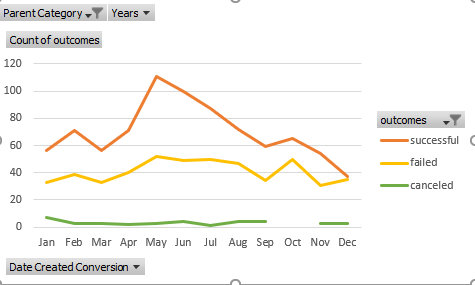 Parent Category Years
Count of outcomes
120
100
80
60
40
20
0
Jan Feb Mar Apr May Jun Jul Aug Sep Oct Nov Dec
outcomes
successful
failed
canceled
Date Created Conversion